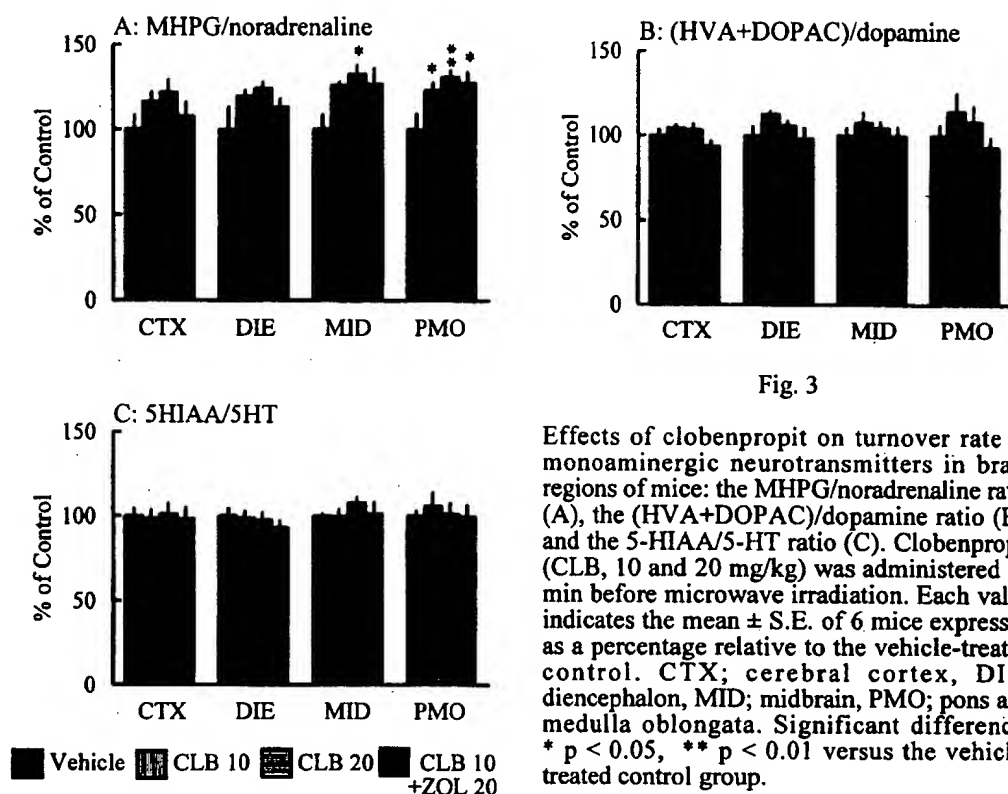 A: MHPG/noradrenaline
150
100
50
0
% of Control
* * ** *
CTX DIE MID PMO
B: (HVA+DOPAC)/dopamine
150
100
50
0
% of Control
CTX DIE MID PMO
C: 5HIAA/5HT
150
100
50
0
% of Control
CTX DIE MID PMO
Vehicle CLB 10 CLB 20 CLB 10
+ZOL 20
Fig. 3
Effects of clobenpropit on turnover rate
monoaminergic neurotransmitters in bra
regions of mice: the MHPG/noradrenaline rat
(A), the (HVA+DOPAC)/dopamine ratio (
and the 5-HIAA/5-HT ratio (C). Clobenprop
(CLB, 10 and 20 mg/kg) was administered
min before microwave irradiation. Each val
indicates the mean ± S.E. of 6 mice express
as a percentage relative to the vehicle-treat
control. CTX; cerebral cortex, DI
diencephalon, MID; midbrain, PMO; pons a
medulla oblongata. Significant differenc
* p < 0.05, ** p < 0.01 versus the vehicl
treated control group.